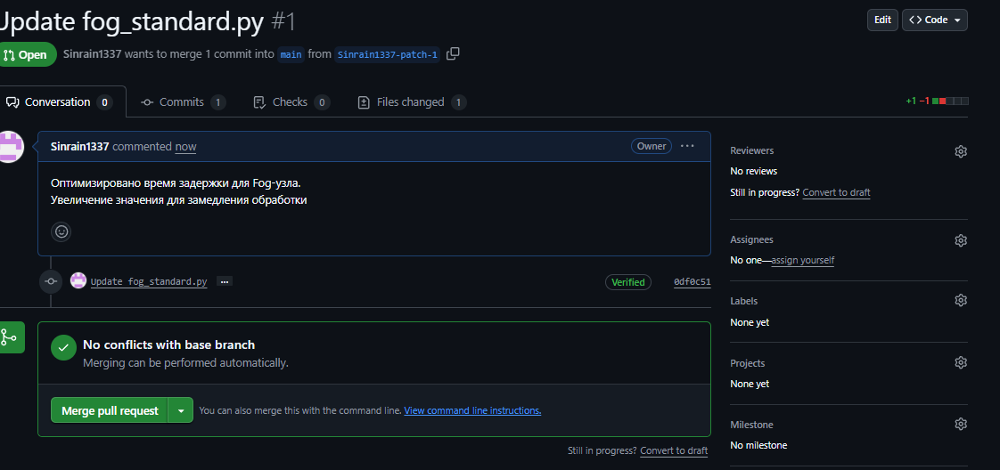 Update fog_standard.py #1
Edit
Code
Open
Sinrain1337 wants to merge 1 commit into main from Sinrain1337-patch-1
Conversation 0
Commits 1
Checks 0
Files changed 1
+1 −1
Sinrain1337 commented now
Owner
Оптимизировано время задержки для Fog-узла.
Увеличение значения для замедления обработки
Update fog_standard.py
Verified
0df0c51
No conflicts with base branch
Merging can be performed automatically.
Merge pull request
You can also merge this with the command line. View command line instructions.
Still in progress? Convert to draft
Reviewers
No reviews
Still in progress? Convert to draft
Assignees
No one—assign yourself
Labels
None yet
Projects
None yet
Milestone
No milestone